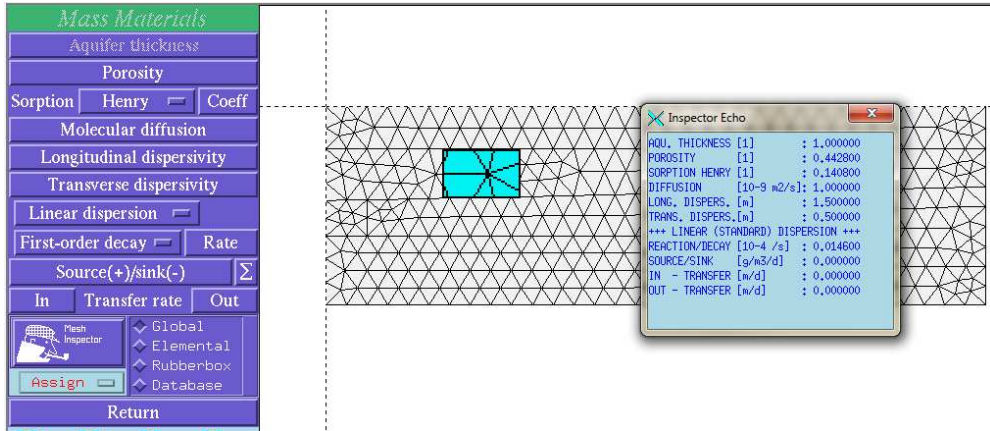 Mass Materials
Aquifer thickness
Porosity
Sorption Henry Coeff
Molecular diffusion
Longitudinal dispersivity
Transverse dispersivity
Linear dispersion
First-order decay Rate
Source(+)/sink(-) Σ
In Transfer rate Out
Mesh Inspector
Global
Elemental
Rubberbox
Database
Assign
Return
Inspector Echo
AQU. THICKNESS [1] : 1.000000
POROSITY [1] : 0.442800
SORPTION HENRY [1] : 0.140800
DIFFUSION [10-9 m2/s]: 1.000000
LONG. DISPERS. [m] : 1.500000
TRANS. DISPERS.[m] : 0.500000
+++ LINEAR (STANDARD) DISPERSION +++
REACTION/DECAY [10-4 /s] : 0.014600
SOURCE/SINK [g/m3/d] : 0.000000
IN - TRANSFER [m/d] : 0.000000
OUT - TRANSFER [m/d] : 0.000000